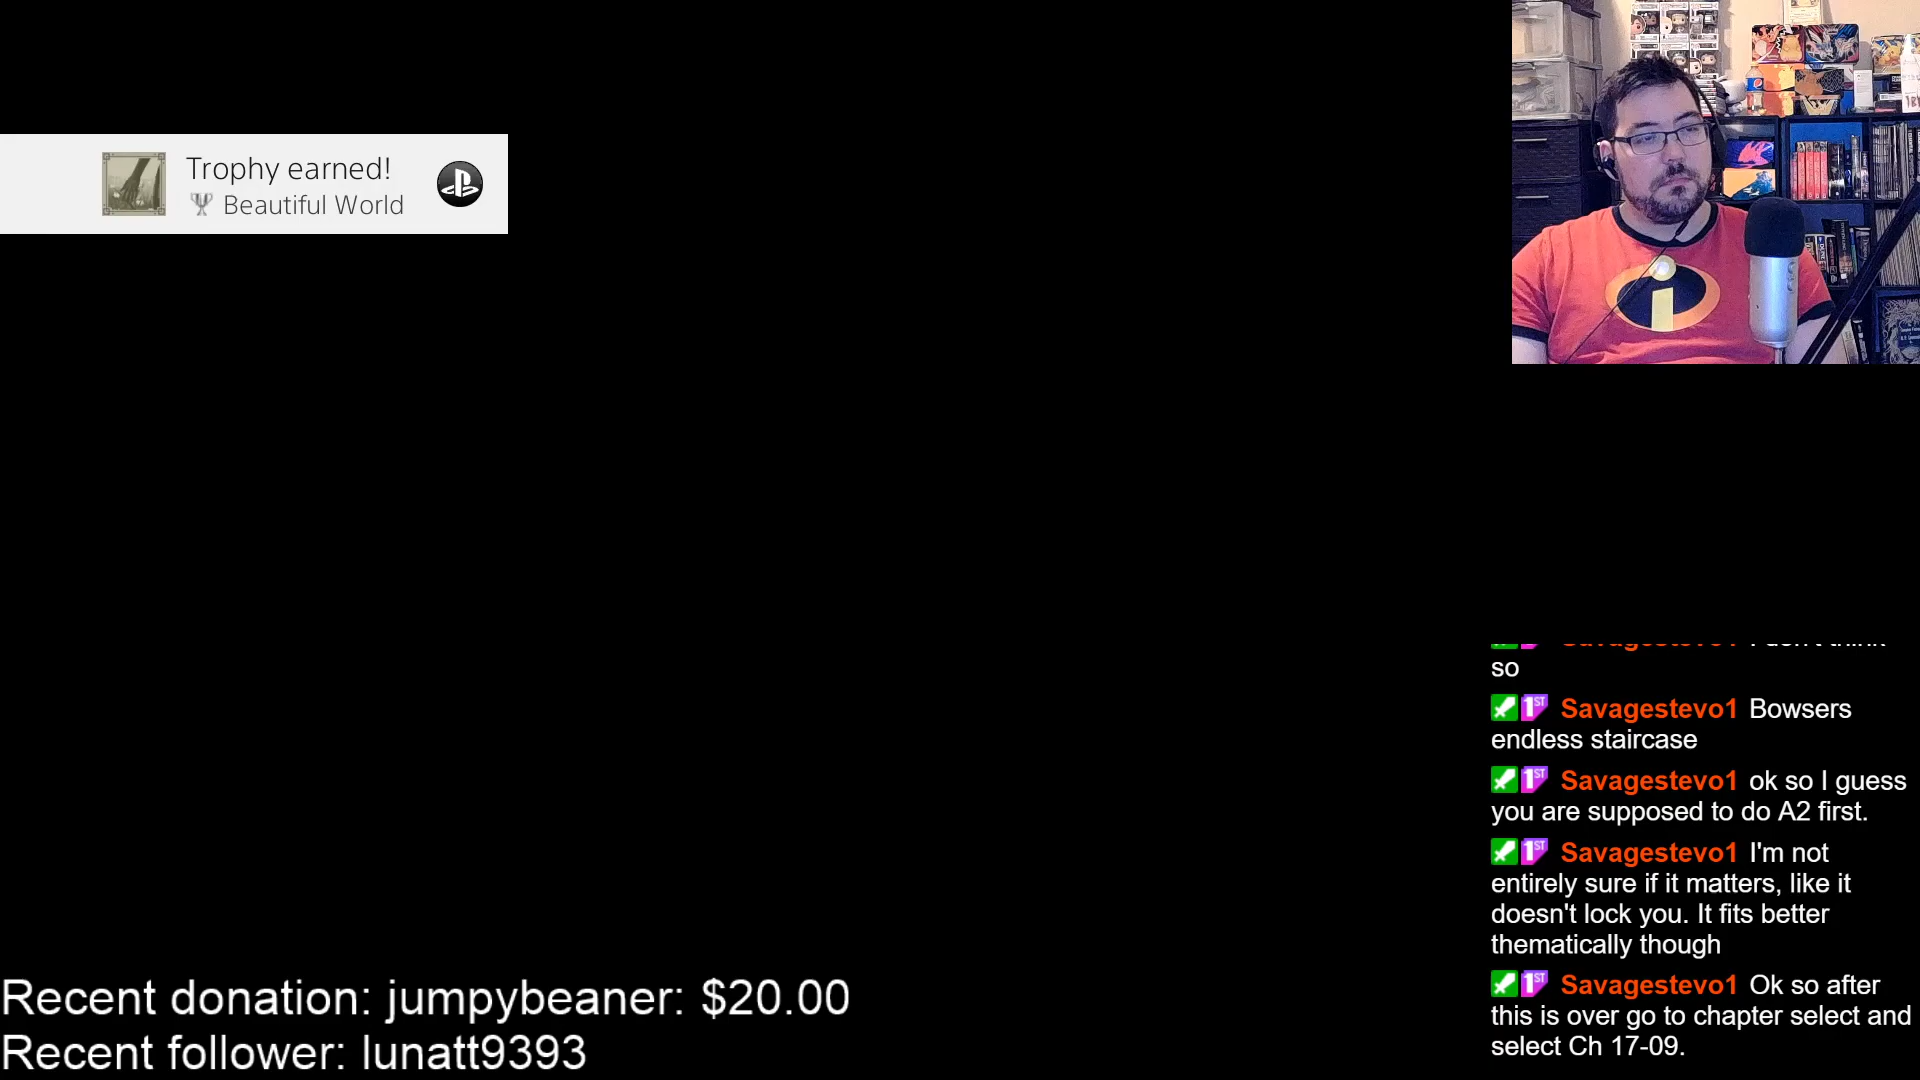 Trophy earned!
Beautiful World
so
Savagestevo1 Bowsers
endless staircase
Savagestevo1 ok so I guess
you are supposed to do A2 first.
Savagestevo1 I'm not
entirely sure if it matters, like it
doesn't lock you. It fits better
thematically though
Savagestevo1 Ok so after
this is over go to chapter select and
select Ch 17-09.
Recent donation: jumpybeaner: $20.00
Recent follower: lunatt9393